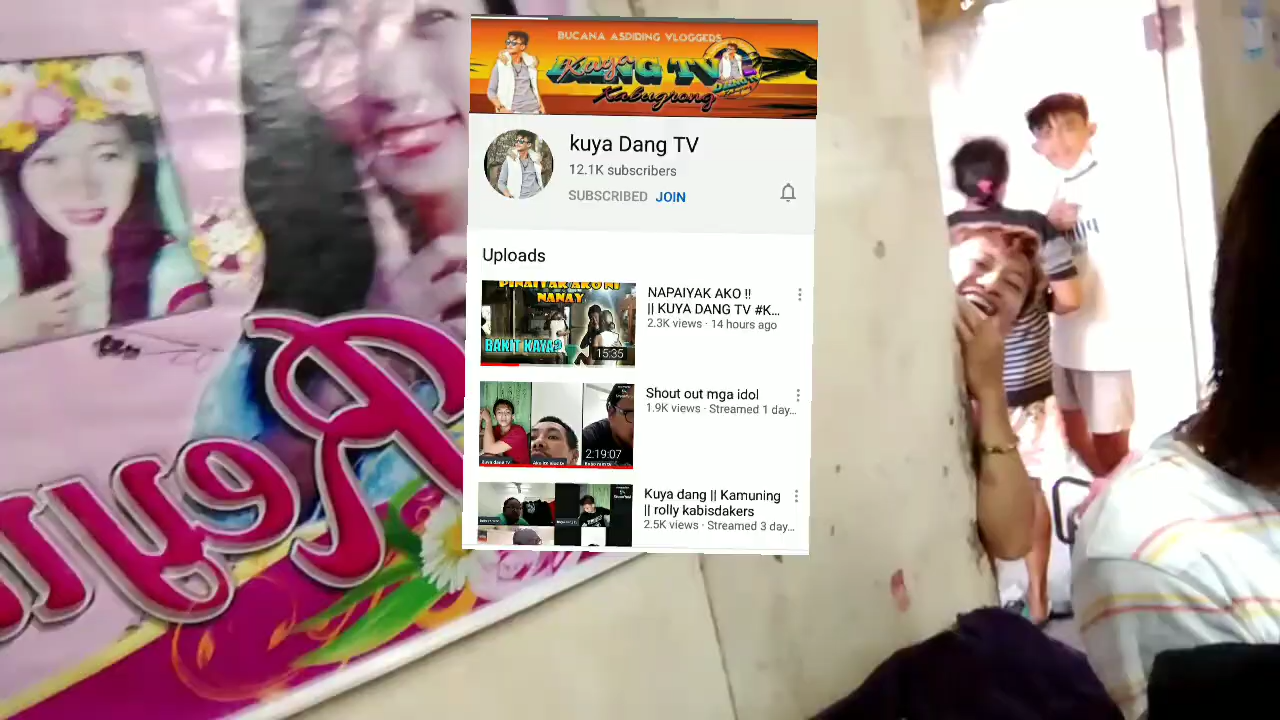 BUCANA ASPIRING VLOGGERS
Kuya
DANG TV
Kabugrong
kuya Dang TV
12.1K subscribers
SUBSCRIBED JOIN
Uploads
PINAIYAK AKO NI
NANAY
BAKIT KAYA?
15:35
NAPAIYAK AKO !!
|| KUYA DANG TV #K...
2.3K views · 14 hours ago
2:19:07
Shout out mga idol
1.9K views · Streamed 1 day...
Kuya dang || Kamuning
|| rolly kabisdakers
2.5K views · Streamed 3 day...